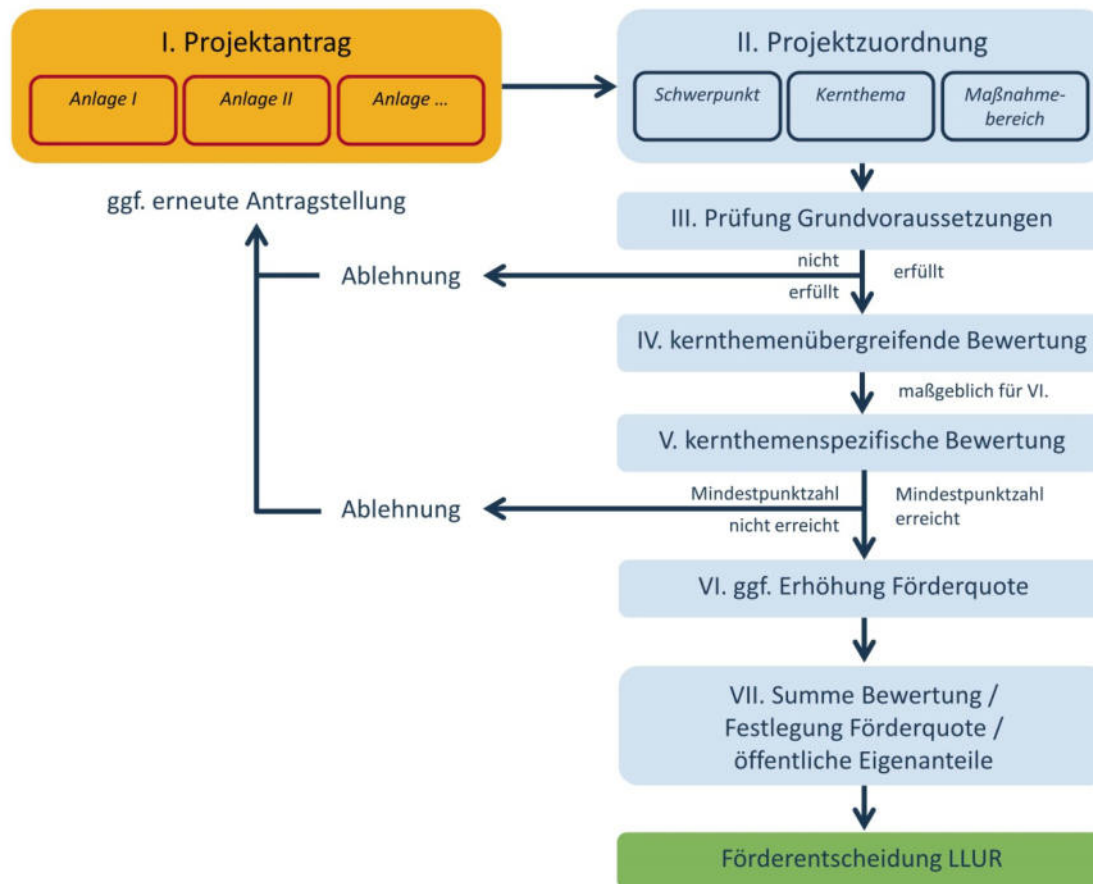 I. Projektantrag
Anlage I
Anlage II
Anlage ...
II. Projektzuordnung
Schwerpunkt
Kernthema
Maßnahme-
bereich
ggf. erneute Antragstellung
III. Prüfung Grundvoraussetzungen
nicht
erfüllt
erfüllt
Ablehnung
IV. kernthemenübergreifende Bewertung
maßgeblich für VI.
V. kernthemenspezifische Bewertung
Mindestpunktzahl
nicht erreicht
Mindestpunktzahl
erreicht
Ablehnung
VI. ggf. Erhöhung Förderquote
VII. Summe Bewertung /
Festlegung Förderquote /
öffentliche Eigenanteile
Förderentscheidung LLUR